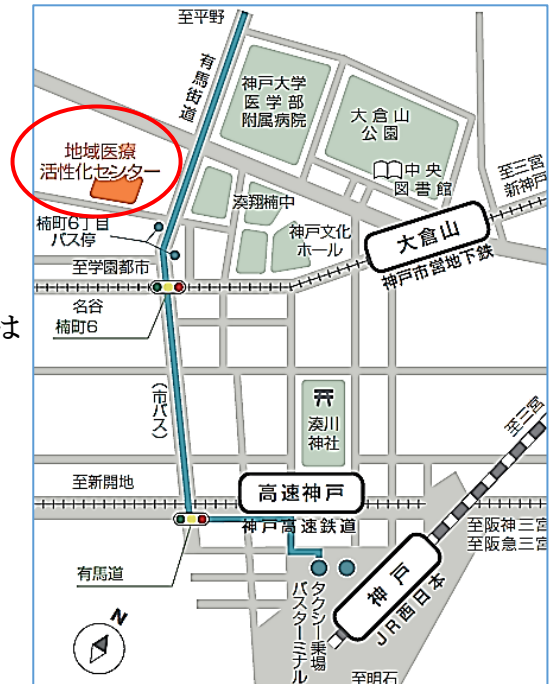 至平野
有馬街道
神戸大学
医学部
附属病院
大倉山
公園
中央
図書館
至三宮
新神戸
地域医療
活性化センター
湊翔楠中
楠町6丁目
バス停
神戸文化
ホール
大倉山
神戸市営地下鉄
至学園都市
名谷
楠町6
は
(市バス)
湊川
神社
至三宮
至新開地
高速神戸
神戸高速鉄道
至阪神三宮
至阪急三宮
有馬道
神戸
JR西日本
タクシー乗場
バスターミナル
N
至明石